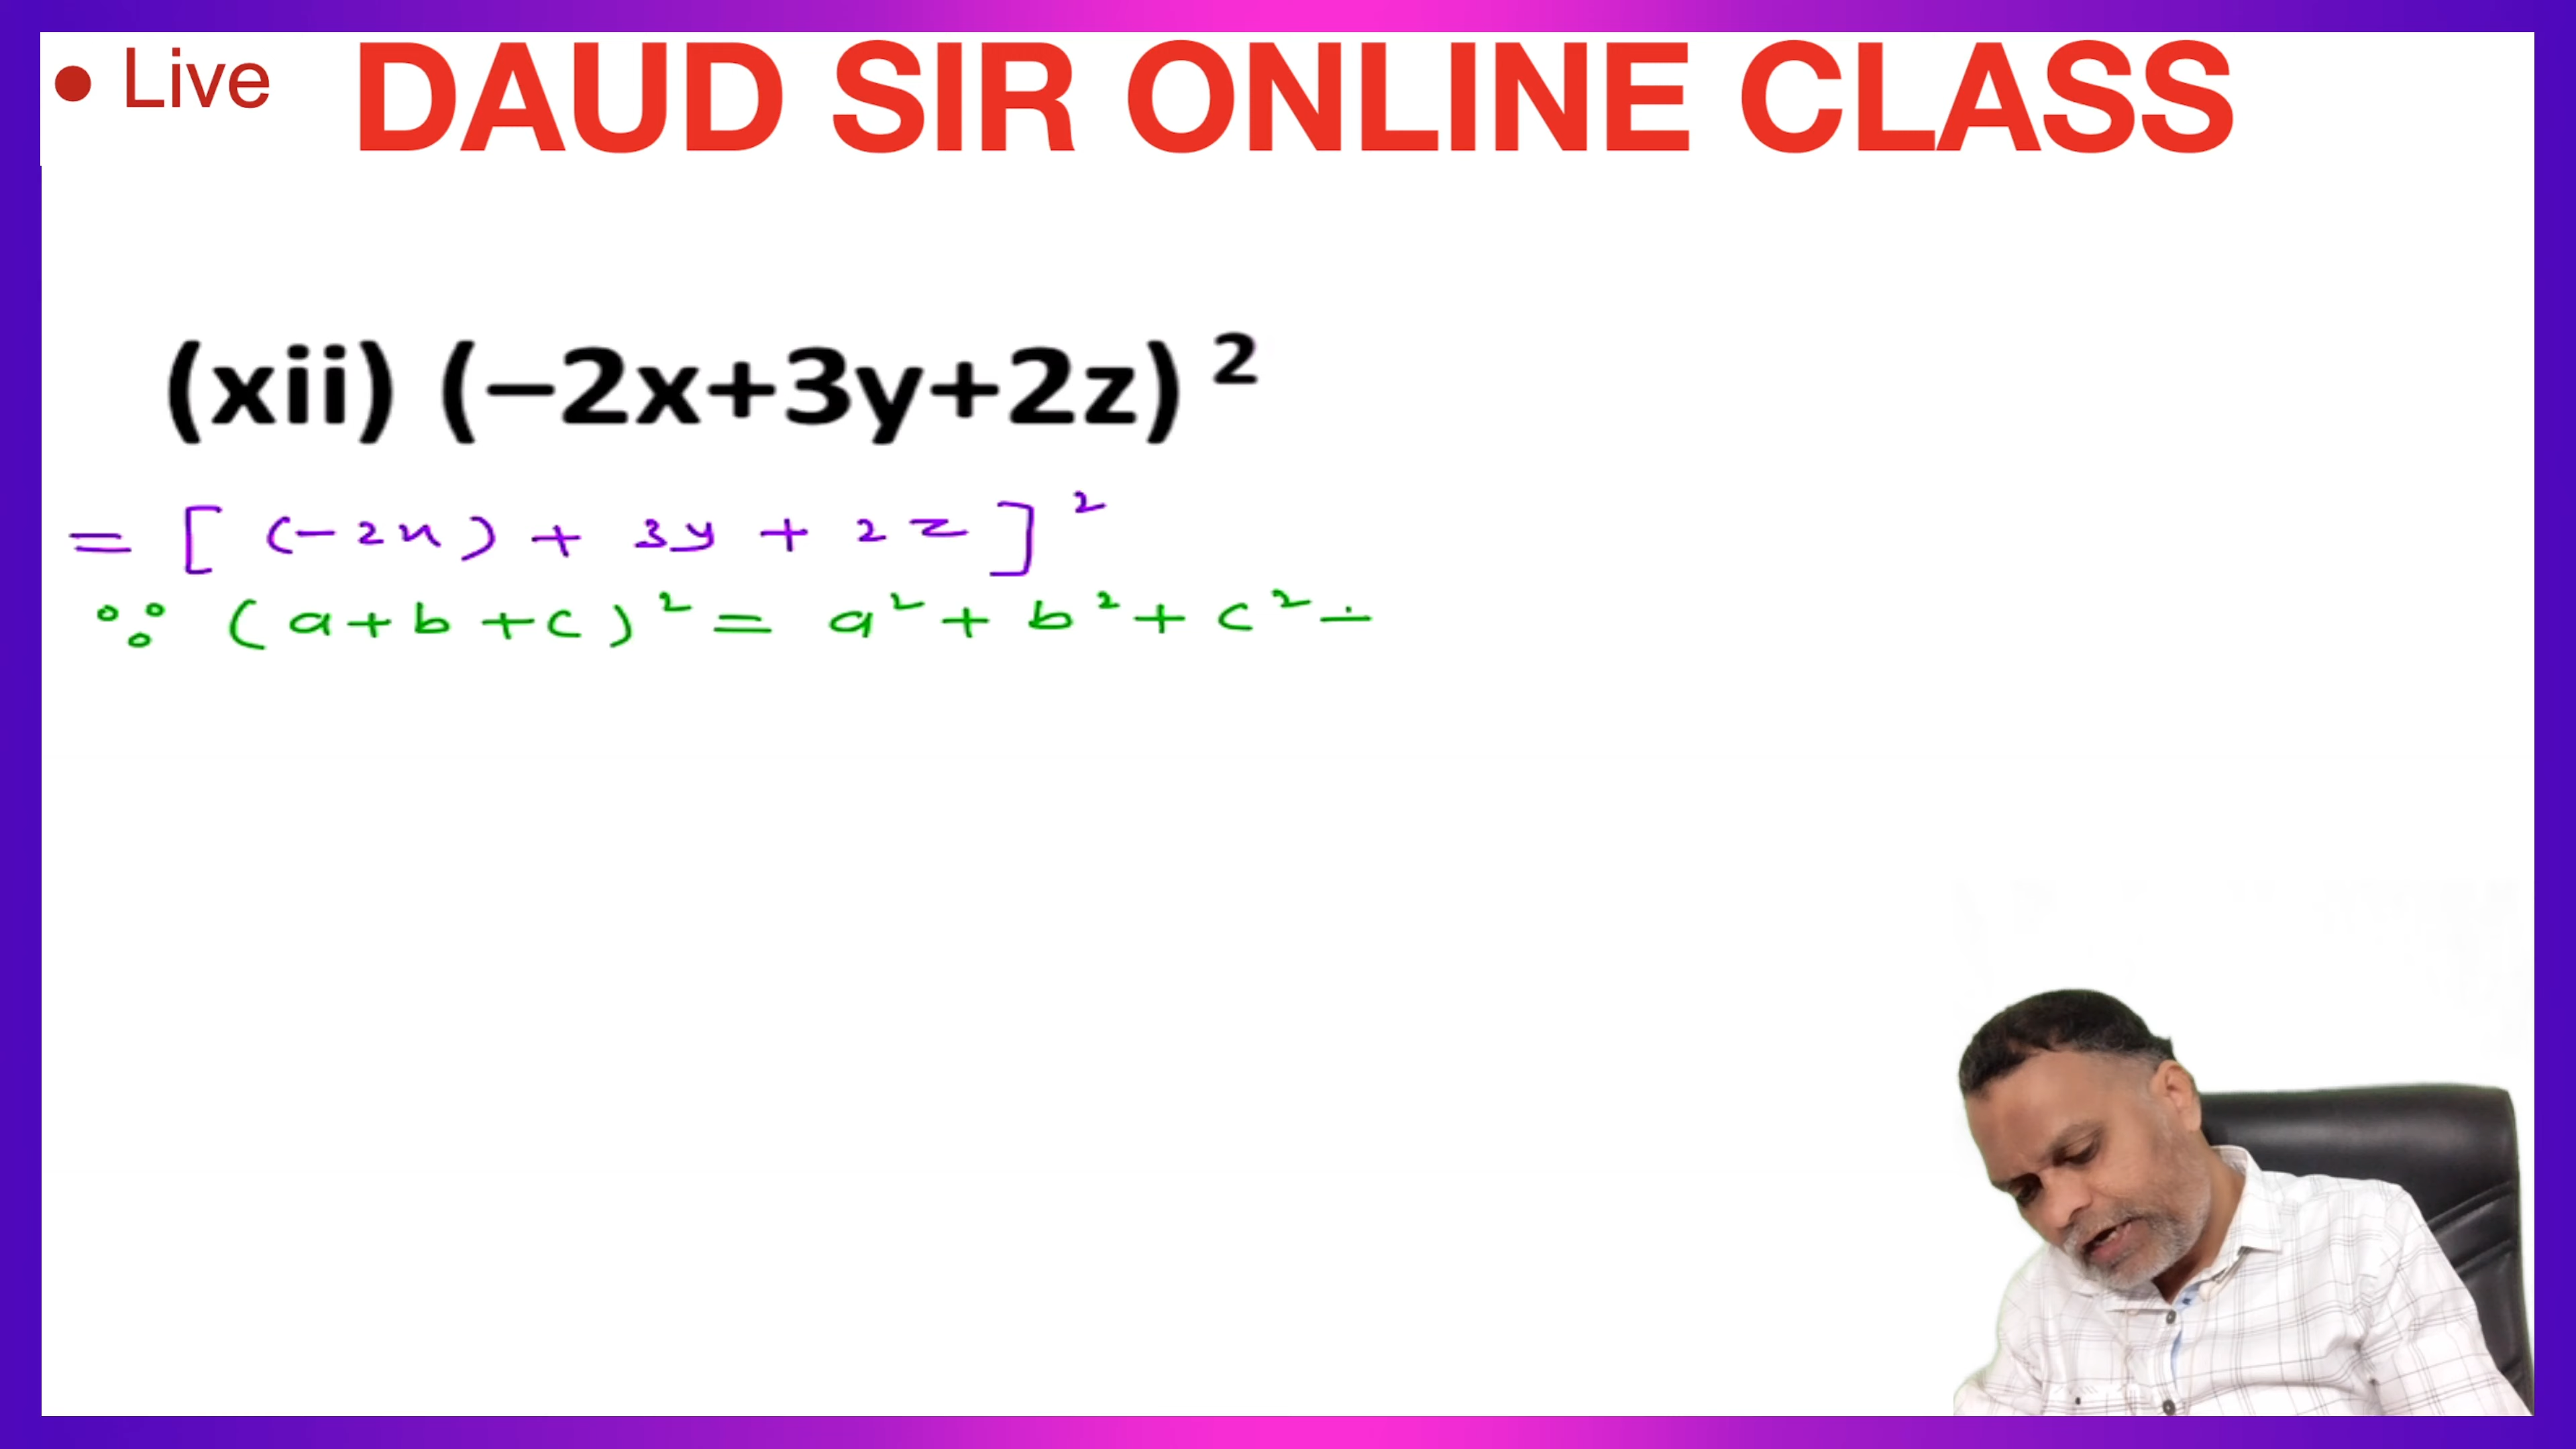 • Live DAUD SIR ONLINE CLASS
(xii) (−2x+3y+2z)²
= [ (-2x) + 3y + 2z ]²
∵ (a+b+c)² = a² + b² + c² ∸